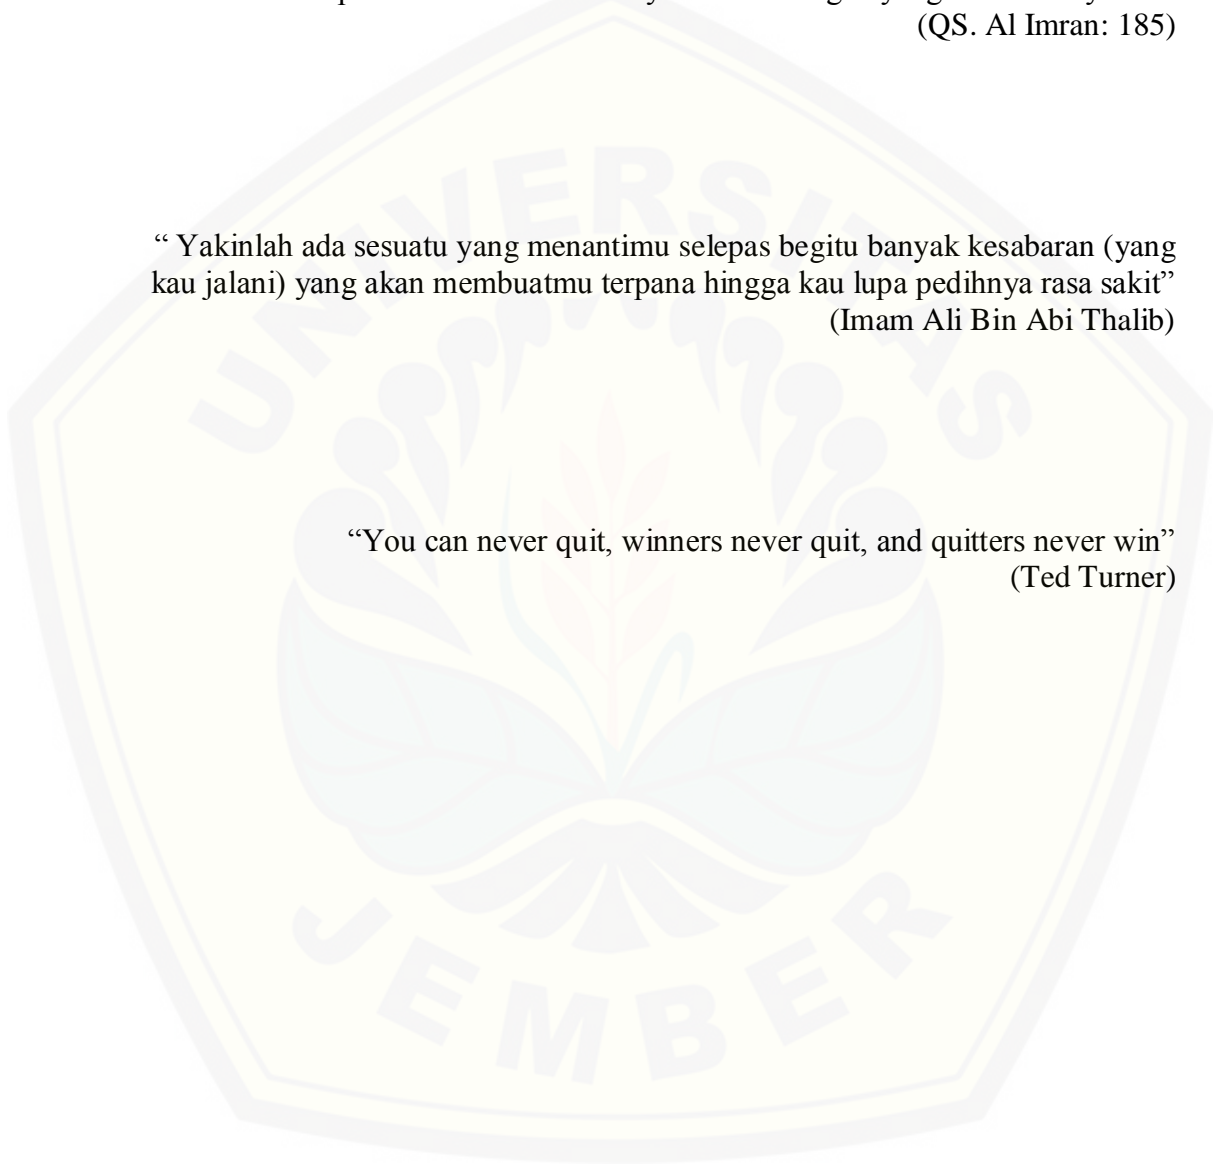 (QS. Al Imran: 185)
“ Yakinlah ada sesuatu yang menantimu selepas begitu banyak kesabaran (yang
kau jalani) yang akan membuatmu terpana hingga kau lupa pedihnya rasa sakit”
(Imam Ali Bin Abi Thalib)
“You can never quit, winners never quit, and quitters never win”
(Ted Turner)
UNIVERSITAS
JEMBER